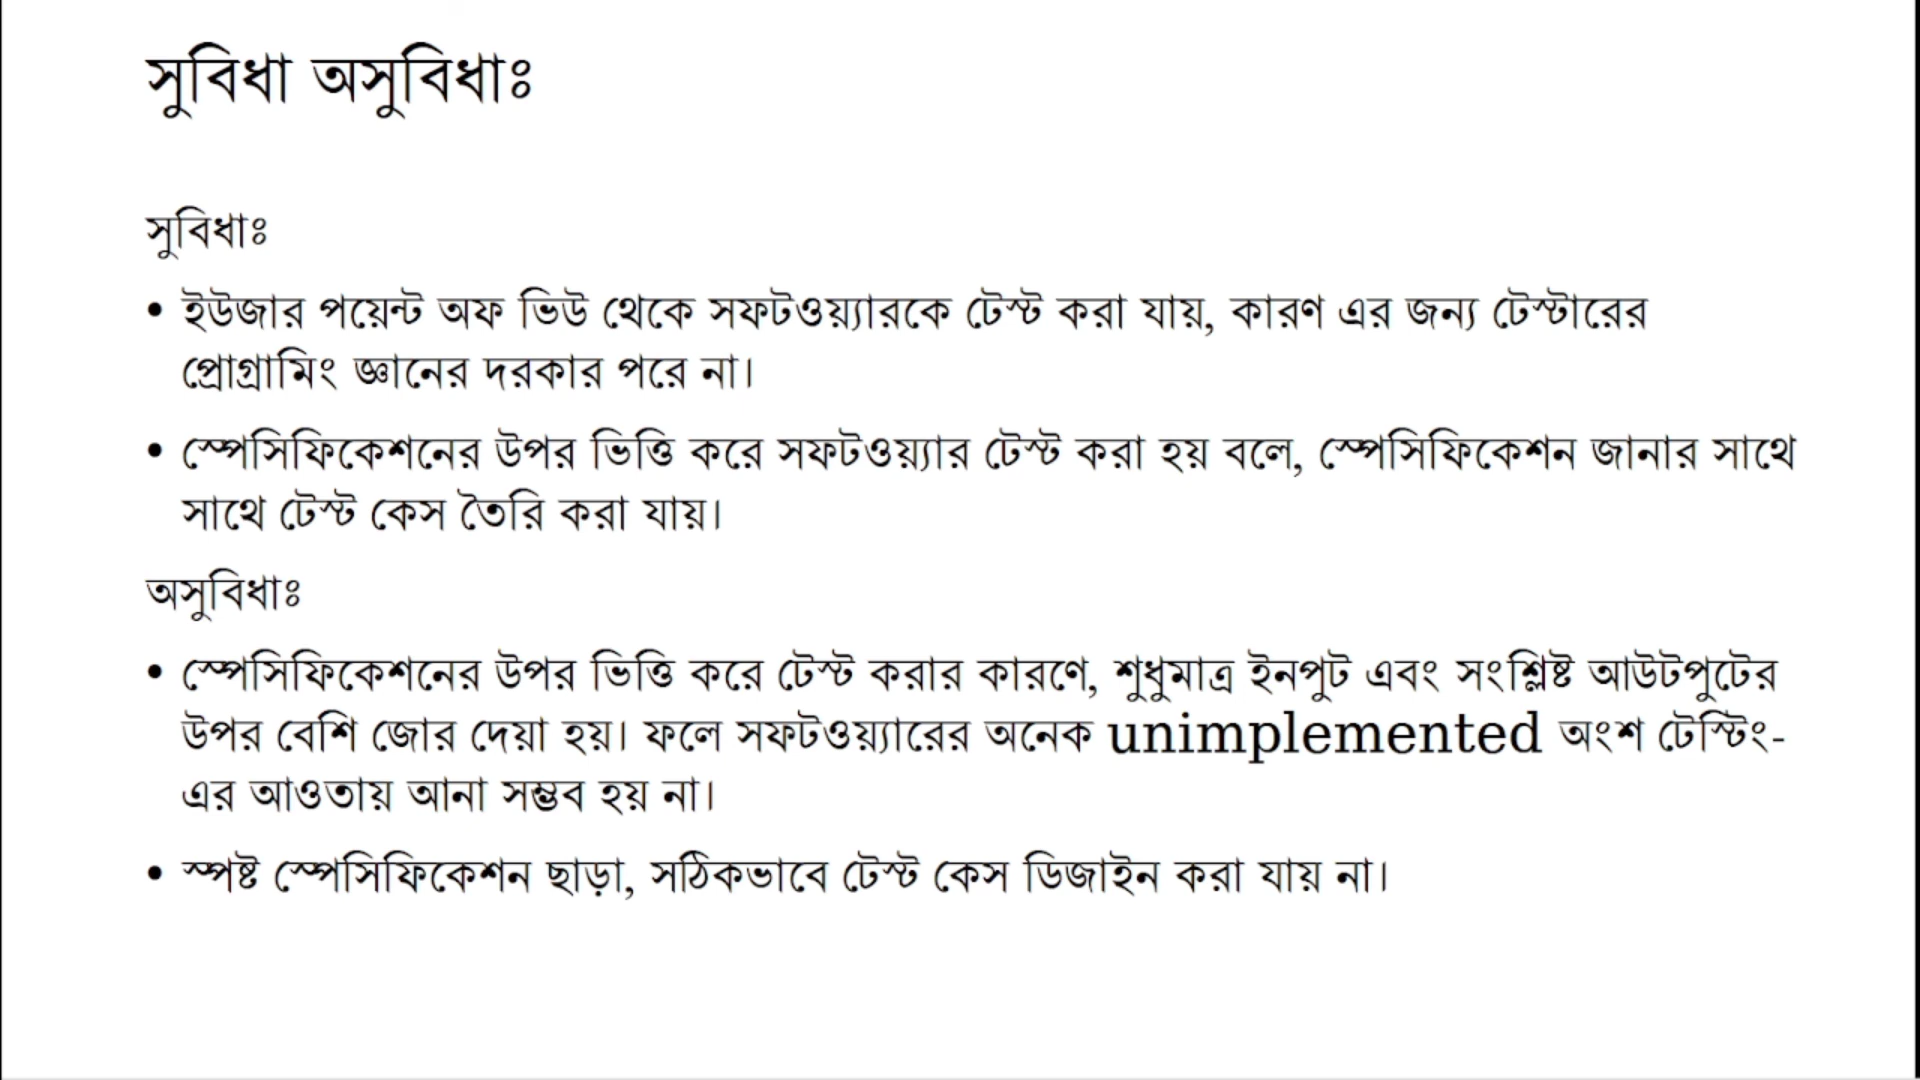 সুবিধা অসুবিধাঃ
সুবিধাঃ
• ইউজার পয়েন্ট অফ ভিউ থেকে সফটওয়্যারকে টেস্ট করা যায়, কারণ এর জন্য টেস্টারের
প্রোগ্রামিং জ্ঞানের দরকার পরে না।
• স্পেসিফিকেশনের উপর ভিত্তি করে সফটওয়্যার টেস্ট করা হয় বলে, স্পেসিফিকেশন জানার সাথে
সাথে টেস্ট কেস তৈরি করা যায়।
অসুবিধাঃ
• স্পেসিফিকেশনের উপর ভিত্তি করে টেস্ট করার কারণে, শুধুমাত্র ইনপুট এবং সংশ্লিষ্ট আউটপুটের
উপর বেশি জোর দেয়া হয়। ফলে সফটওয়্যারের অনেক unimplemented অংশ টেস্টিং-
এর আওতায় আনা সম্ভব হয় না।
• স্পষ্ট স্পেসিফিকেশন ছাড়া, সঠিকভাবে টেস্ট কেস ডিজাইন করা যায় না।